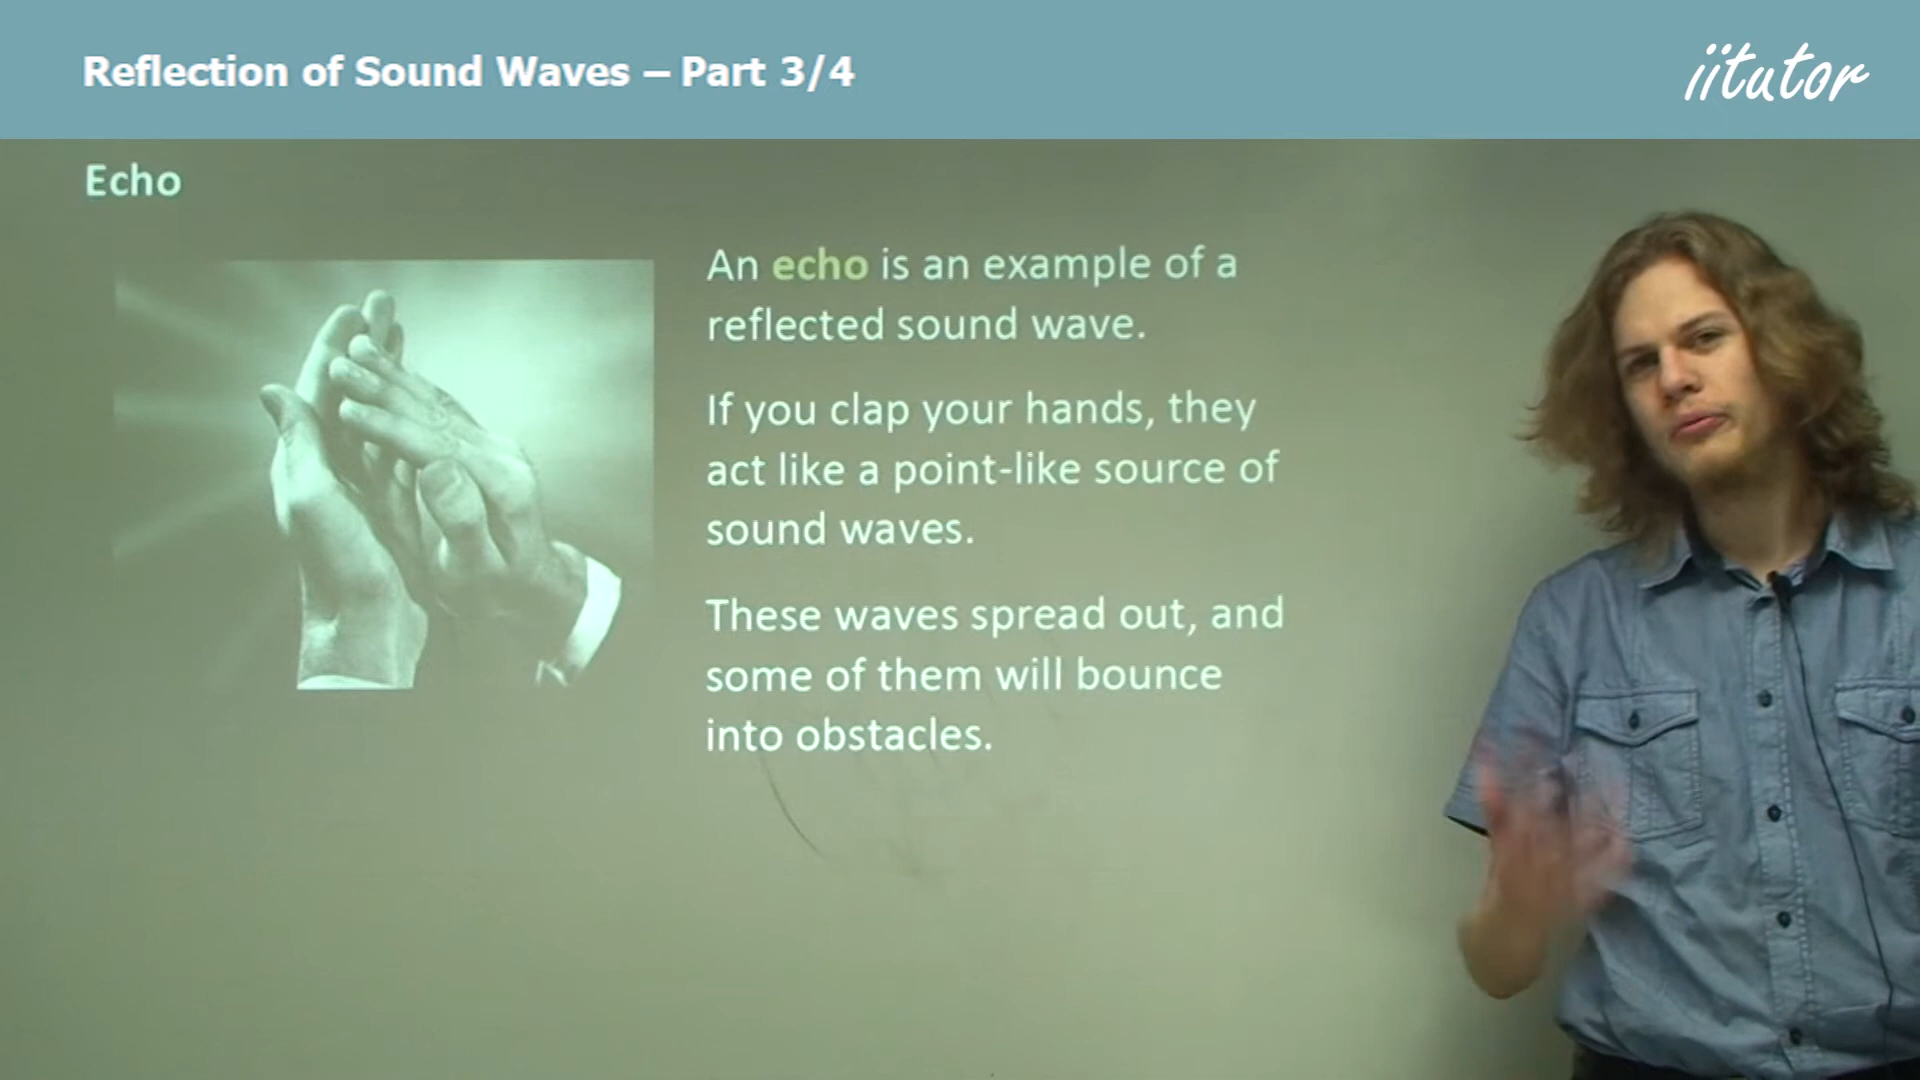 Reflection of Sound Waves – Part 3/4
iitutor
Echo
An echo is an example of a
reflected sound wave.
If you clap your hands, they
act like a point-like source of
sound waves.
These waves spread out, and
some of them will bounce
into obstacles.